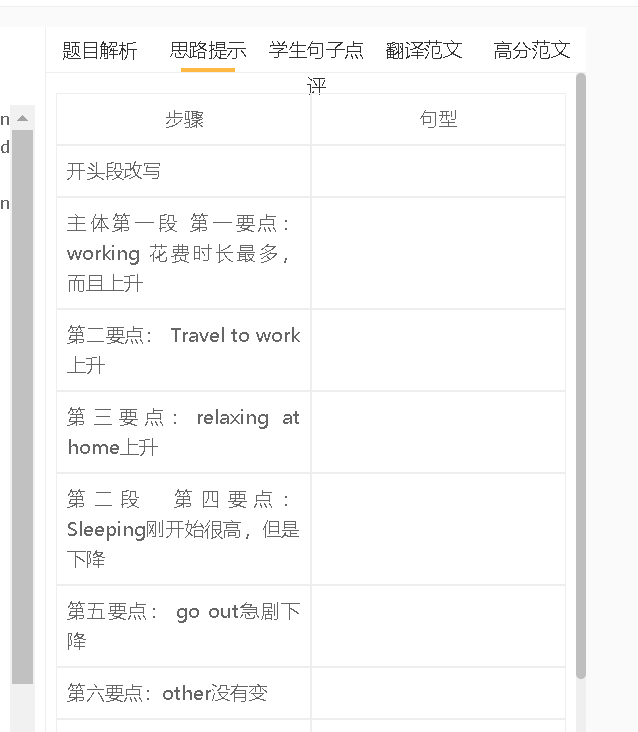 题目解析 思路提示 学生句子点评 翻译范文 高分范文
n
d
n
步骤 句型
开头段改写
主体第一段 第一要点：
working 花费时长最多，
而且上升
第二要点： Travel to work
上升
第三要点：relaxing at
home上升
第二段 第四要点：
Sleeping刚开始很高，但是
下降
第五要点： go out急剧下
降
第六要点：other没有变